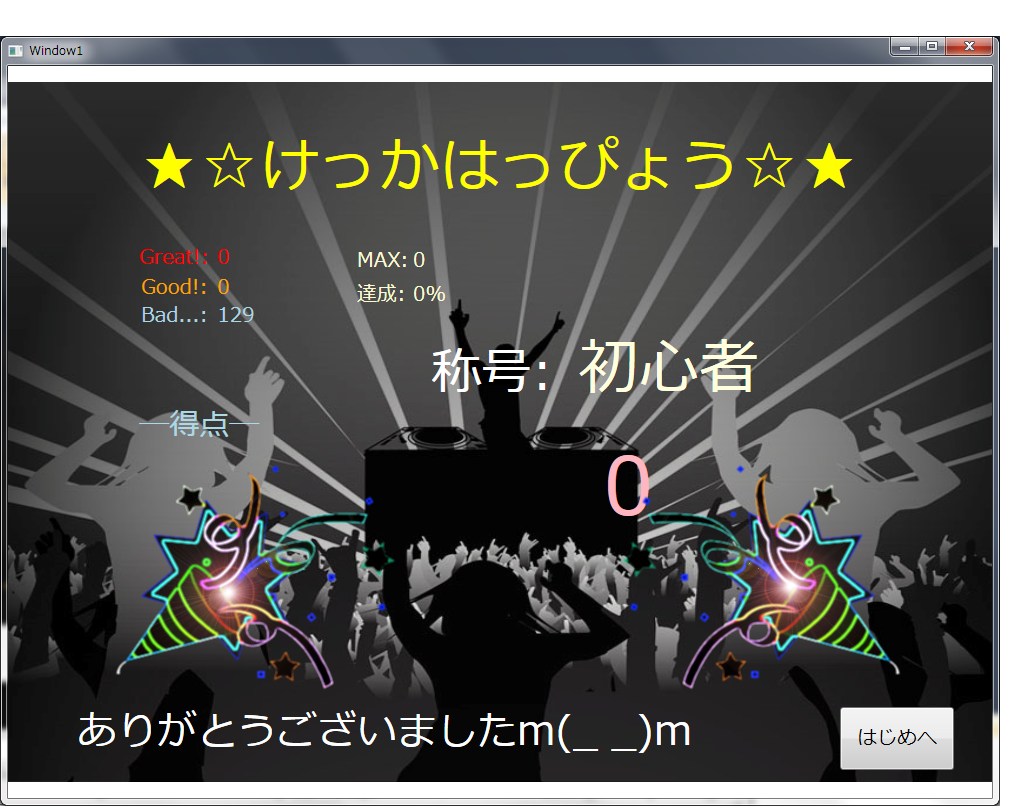 Window1
★☆けっかはっぴょう☆★
Great!: 0
Good!: 0
Bad...: 129
MAX: 0
達成: 0%
称号: 初心者
―得点―
0
ありがとうございましたm(_ _)m
はじめへ